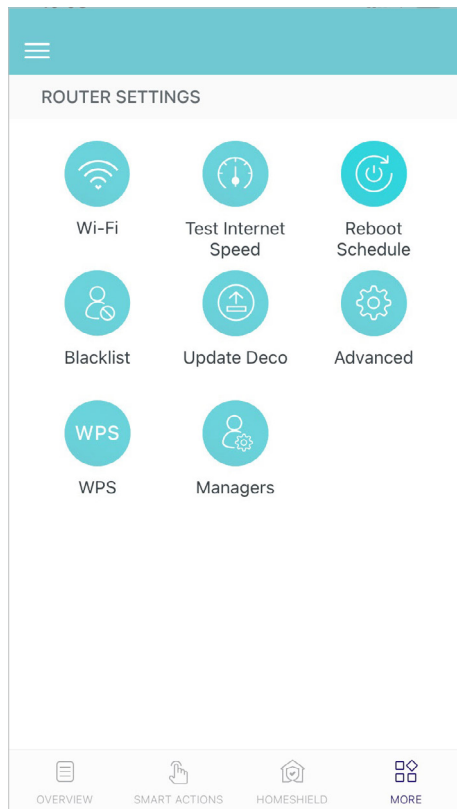 ROUTER SETTINGS
Wi-Fi
Test Internet
Speed
Reboot
Schedule
Blacklist
Update Deco
Advanced
WPS
WPS
Managers
OVERVIEW
SMART ACTIONS
HOMESHIELD
MORE